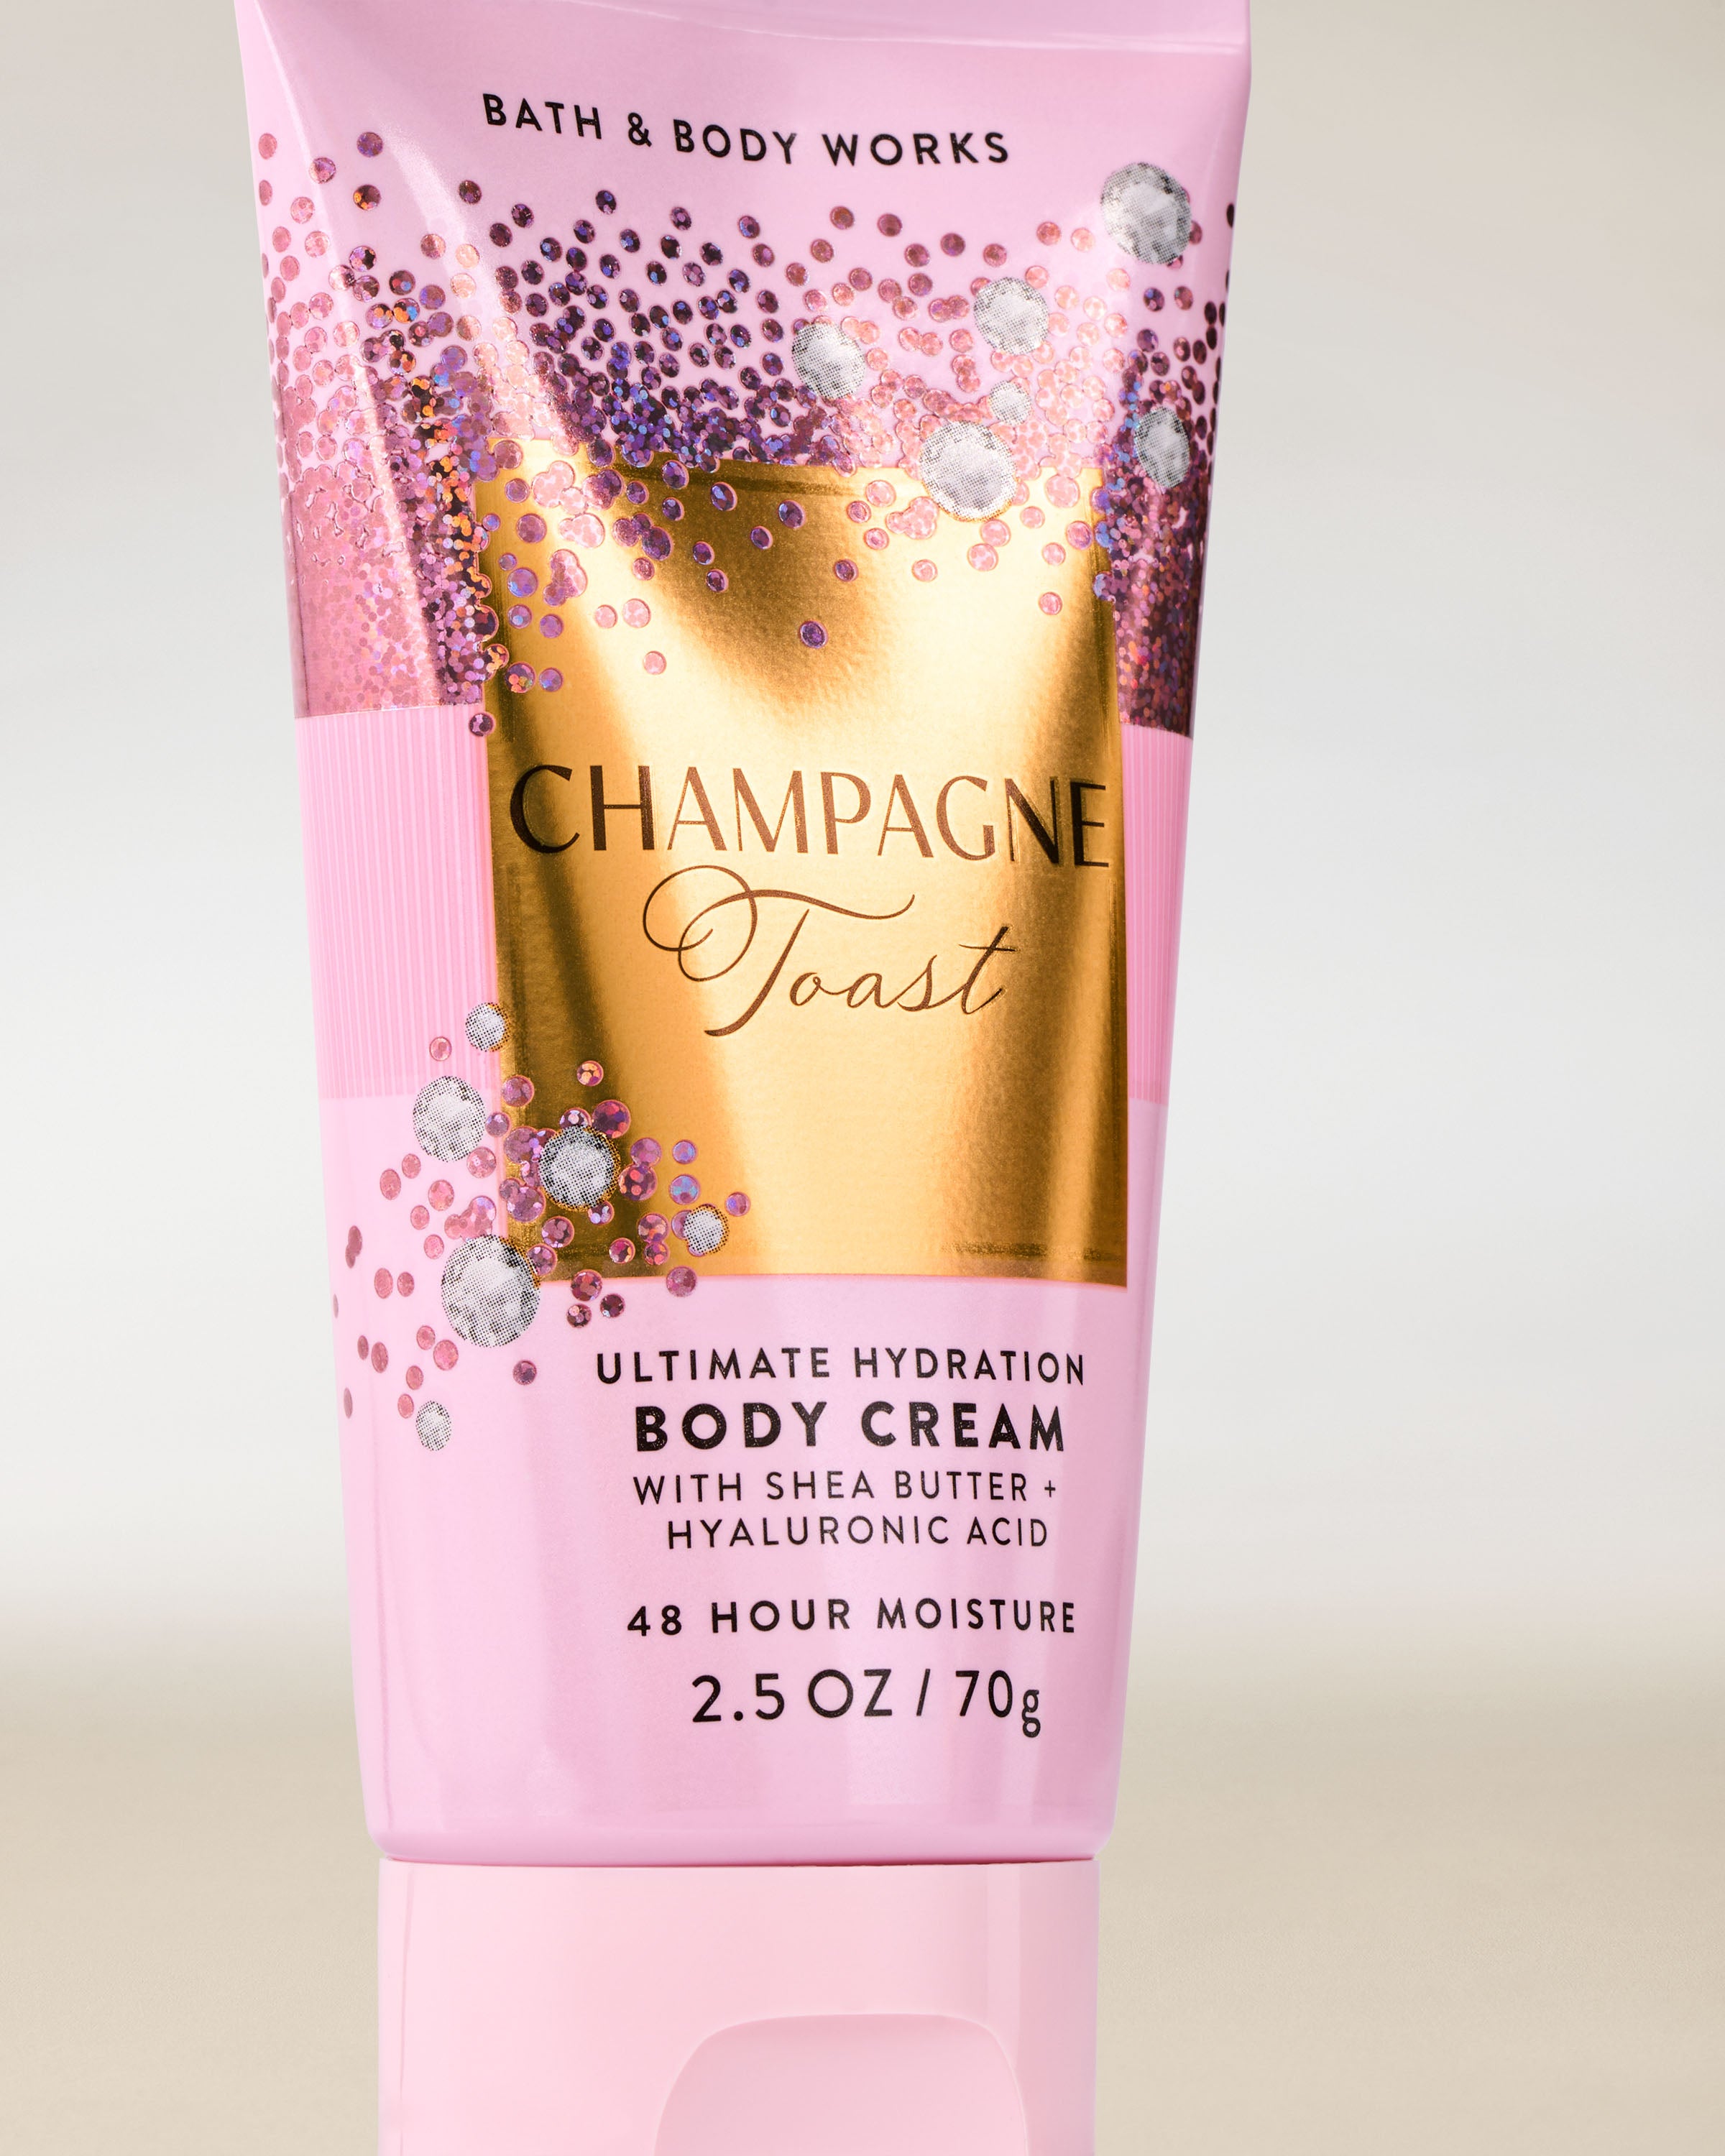 BATH & BODY WORKS
CHAMPAGNE
Toast
ULTIMATE HYDRATION
BODY CREAM
WITH SHEA BUTTER +
HYALURONIC ACID
48 HOUR MOISTURE
2.5 OZ / 70g